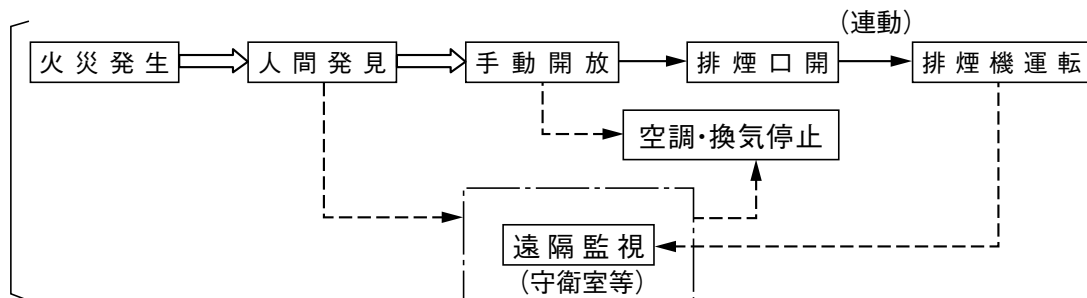 (連動)
火災発生
人間発見
手動開放
排煙口開
排煙機運転
空調・換気停止
遠隔監視
(守衛室等)